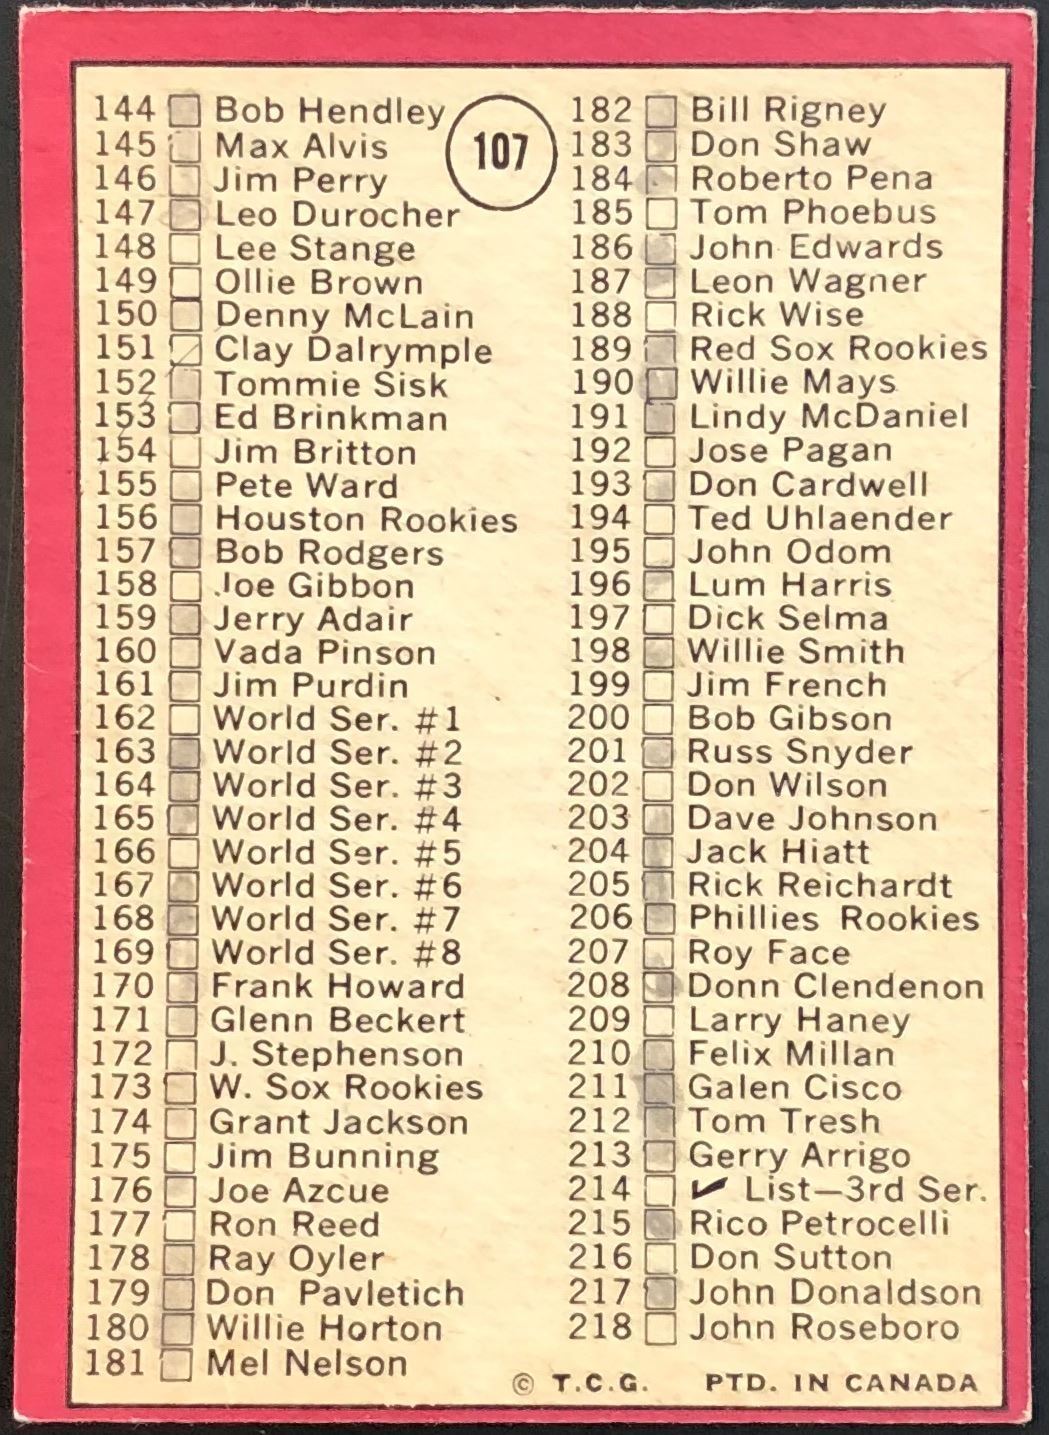 107
144 Bob Hendley
145 Max Alvis
146 Jim Perry
147 Leo Durocher
148 Lee Stange
149 Ollie Brown
150 Denny McLain
151 Clay Dalrymple
152 Tommie Sisk
153 Ed Brinkman
154 Jim Britton
155 Pete Ward
156 Houston Rookies
157 Bob Rodgers
158 Joe Gibbon
159 Jerry Adair
160 Vada Pinson
161 Jim Purdin
162 World Ser. #1
163 World Ser. #2
164 World Ser. #3
165 World Ser. #4
166 World Ser. #5
167 World Ser. #6
168 World Ser. #7
169 World Ser. #8
170 Frank Howard
171 Glenn Beckert
172 J. Stephenson
173 W. Sox Rookies
174 Grant Jackson
175 Jim Bunning
176 Joe Azcue
177 Ron Reed
178 Ray Oyler
179 Don Pavletich
180 Willie Horton
181 Mel Nelson
182 Bill Rigney
183 Don Shaw
184 Roberto Pena
185 Tom Phoebus
186 John Edwards
187 Leon Wagner
188 Rick Wise
189 Red Sox Rookies
190 Willie Mays
191 Lindy McDaniel
192 Jose Pagan
193 Don Cardwell
194 Ted Uhlaender
195 John Odom
196 Lum Harris
197 Dick Selma
198 Willie Smith
199 Jim French
200 Bob Gibson
201 Russ Snyder
202 Don Wilson
203 Dave Johnson
204 Jack Hiatt
205 Rick Reichardt
206 Phillies Rookies
207 Roy Face
208 Donn Clendenon
209 Larry Haney
210 Felix Millan
211 Galen Cisco
212 Tom Tresh
213 Gerry Arrigo
214 ✔ List—3rd Ser.
215 Rico Petrocelli
216 Don Sutton
217 John Donaldson
218 John Roseboro
© T.C.G. PTD. IN CANADA